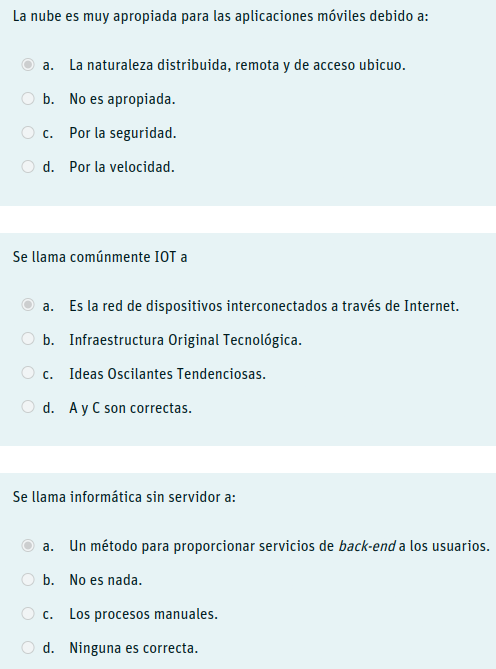 La nube es muy apropiada para las aplicaciones móviles debido a:
a. La naturaleza distribuida, remota y de acceso ubicuo.
b. No es apropiada.
c. Por la seguridad.
d. Por la velocidad.
Se llama comúnmente IOT a
a. Es la red de dispositivos interconectados a través de Internet.
b. Infraestructura Original Tecnológica.
c. Ideas Oscilantes Tendenciosas.
d. A y C son correctas.
Se llama informática sin servidor a:
a. Un método para proporcionar servicios de back-end a los usuarios.
b. No es nada.
c. Los procesos manuales.
d. Ninguna es correcta.